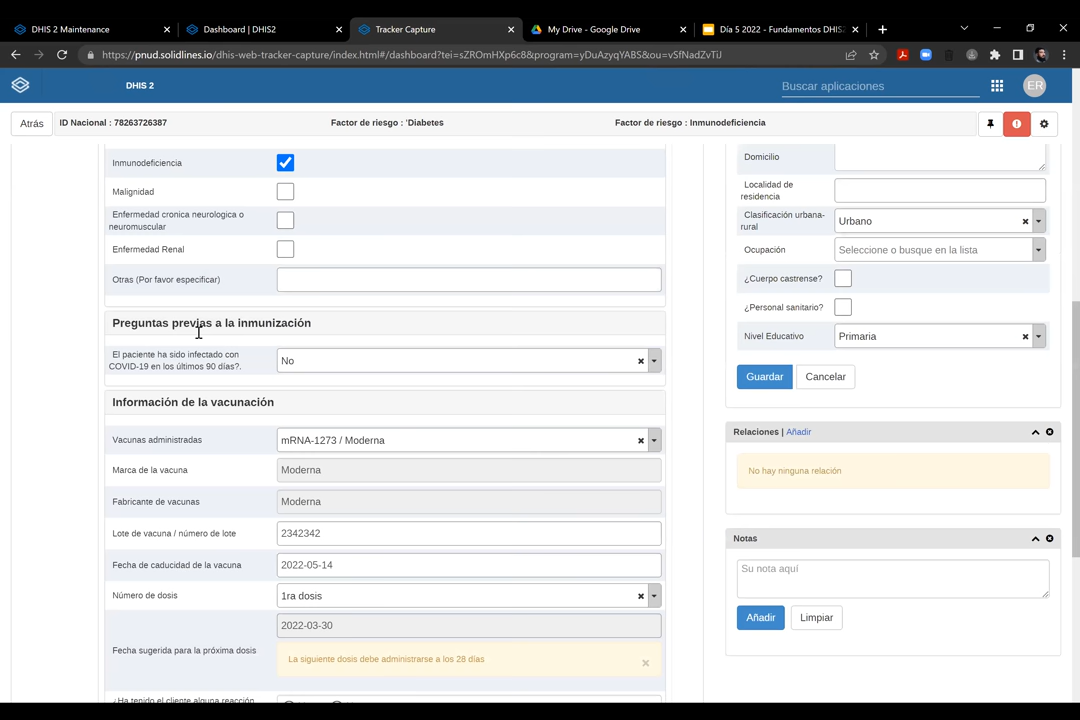 DHIS 2 Maintenance
Dashboard | DHIS2
Tracker Capture
My Drive - Google Drive
Día 5 2022 - Fundamentos DHIS2
https://pnud.solidlines.io/dhis-web-tracker-capture/index.html#/dashboard?tei=sZROmHXp6c8&program=yDuAzyqYABS&ou=vSfNadZvTiJ
DHIS 2
Buscar aplicaciones
ER
Atrás
ID Nacional : 78263726387
Factor de riesgo : 'Diabetes
Factor de riesgo : Inmunodeficiencia
Inmunodeficiencia
Malignidad
Enfermedad cronica neurologica o
neuromuscular
Enfermedad Renal
Otras (Por favor especificar)
Preguntas previas a la inmunización
El paciente ha sido infectado con
COVID-19 en los últimos 90 días?.
No
Información de la vacunación
Vacunas administradas
mRNA-1273 / Moderna
Marca de la vacuna
Moderna
Fabricante de vacunas
Moderna
Lote de vacuna / número de lote
2342342
Fecha de caducidad de la vacuna
2022-05-14
Número de dosis
1ra dosis
2022-03-30
Fecha sugerida para la próxima dosis
La siguiente dosis debe administrarse a los 28 días
¿Ha tenido el cliente alguna reacción
Domicilio
Localidad de
residencia
Clasificación urbana-
rural
Urbano
Ocupación
Seleccione o busque en la lista
¿Cuerpo castrense?
¿Personal sanitario?
Nivel Educativo
Primaria
Guardar
Cancelar
Relaciones | Añadir
No hay ninguna relación
Notas
Su nota aquí
Añadir
Limpiar